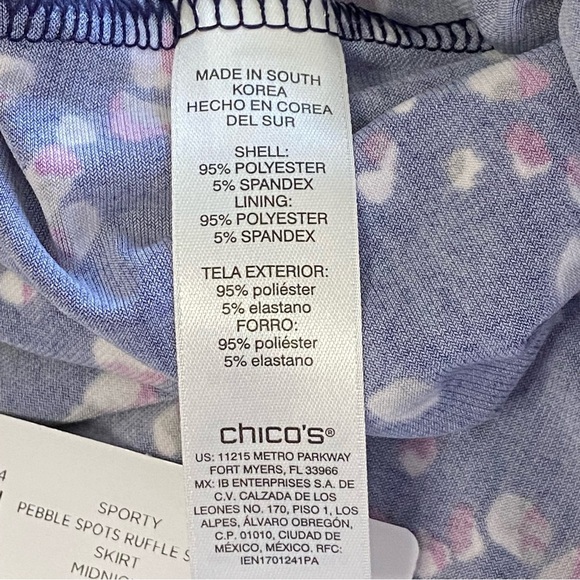 MADE IN SOUTH
KOREA
HECHO EN COREA
DEL SUR
SHELL:
95% POLYESTER
5% SPANDEX
LINING:
95% POLYESTER
5% SPANDEX
TELA EXTERIOR:
95% poliéster
5% elastano
FORRO:
95% poliéster
5% elastano
chico's®
US: 11215 METRO PARKWAY
FORT MYERS, FL 33966
MX: IB ENTERPRISES S.A. DE
C.V. CALZADA DE LOS
LEONES NO. 170, PISO 1, LOS
ALPES, ÁLVARO OBREGÓN,
C.P. 01010, CIUDAD DE
MÉXICO, MÉXICO. RFC:
IEN1701241PA
SPORTY
PEBBLE SPOTS RUFFLE S
SKIRT
MIDNI